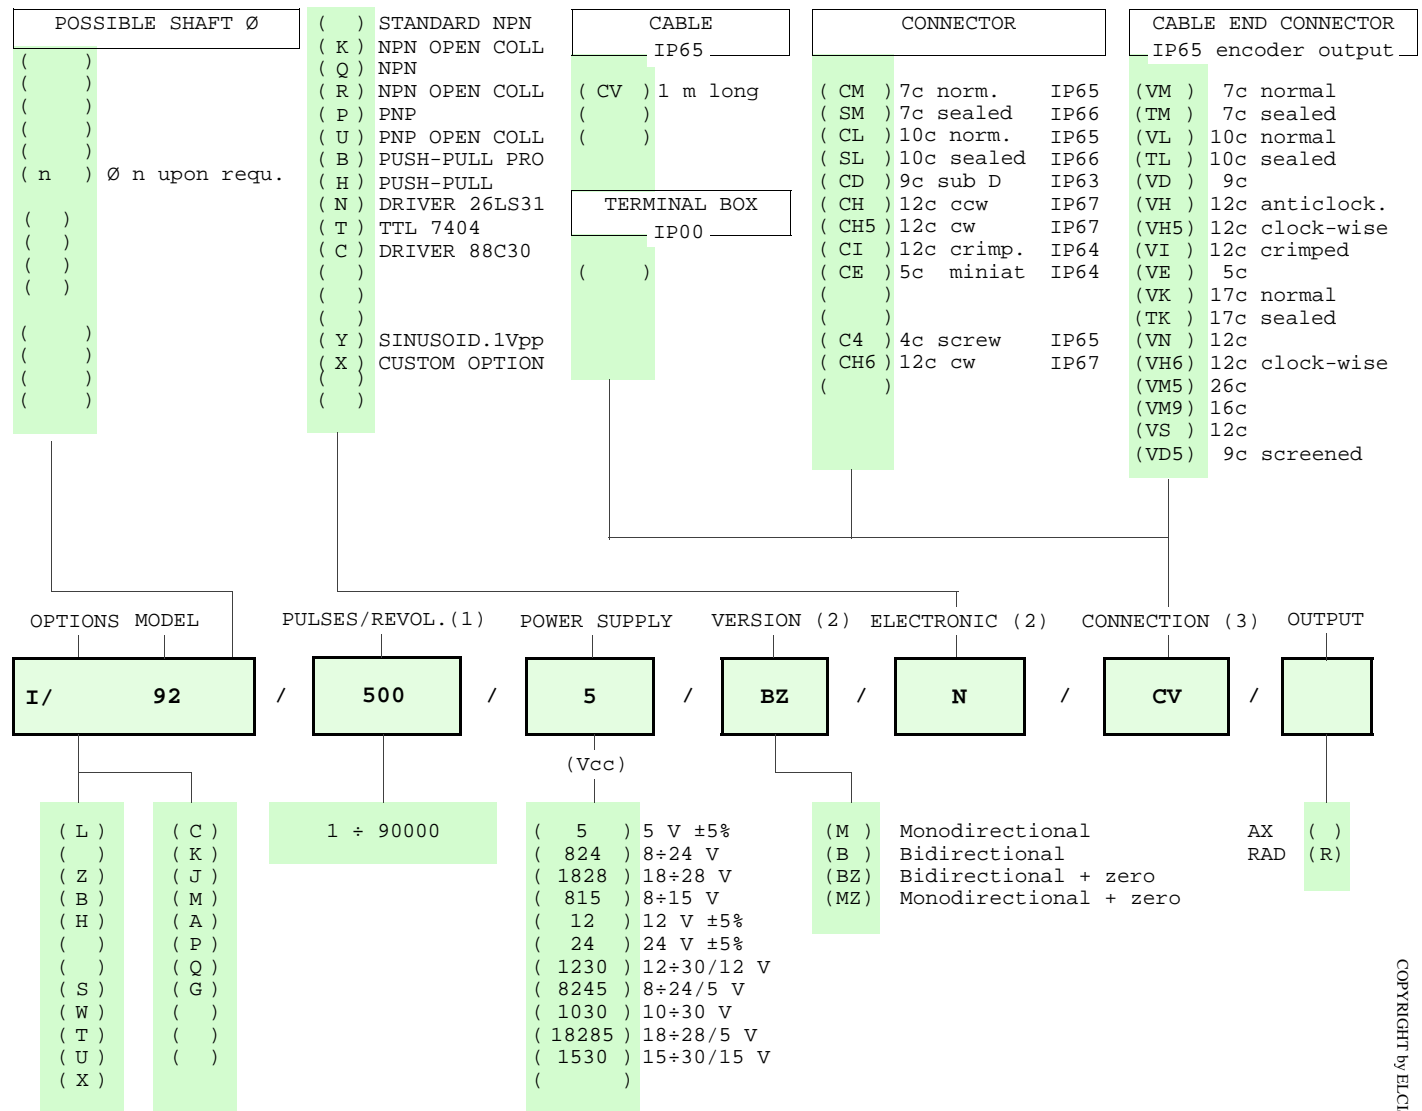 POSSIBLE SHAFT Ø
( )
( )
( )
( )
( )
( n ) Ø n upon requ.
( )
( )
( )
( )
( )
( )
( )
( )
( ) STANDARD NPN
( K ) NPN OPEN COLL
( Q ) NPN
( R ) NPN OPEN COLL
( P ) PNP
( U ) PNP OPEN COLL
( B ) PUSH-PULL PRO
( H ) PUSH-PULL
( N ) DRIVER 26LS31
( T ) TTL 7404
( C ) DRIVER 88C30
( )
( )
( )
( Y ) SINUSOID.1Vpp
( X ) CUSTOM OPTION
( )
( )
CABLE
IP65
( CV ) 1 m long
( )
( )
TERMINAL BOX
IP00
( )
CONNECTOR
( CM ) 7c norm. IP65
( SM ) 7c sealed IP66
( CL ) 10c norm. IP65
( SL ) 10c sealed IP66
( CD ) 9c sub D IP63
( CH ) 12c ccw IP67
( CH5 ) 12c cw IP67
( CI ) 12c crimp. IP64
( CE ) 5c miniat IP64
( )
( )
( C4 ) 4c screw IP65
( CH6 ) 12c cw IP67
( )
CABLE END CONNECTOR
IP65 encoder output
(VM ) 7c normal
(TM ) 7c sealed
(VL ) 10c normal
(TL ) 10c sealed
(VD ) 9c
(VH ) 12c anticlock.
(VH5) 12c clock-wise
(VI ) 12c crimped
(VE ) 5c
(VK ) 17c normal
(TK ) 17c sealed
(VN ) 12c
(VH6) 12c clock-wise
(VM5) 26c
(VM9) 16c
(VS ) 12c
(VD5) 9c screened
OPTIONS MODEL PULSES/REVOL.(1) POWER SUPPLY VERSION (2) ELECTRONIC (2) CONNECTION (3) OUTPUT
I/ 92 / 500 / 5 / BZ / N / CV /
(Vcc)
( L )
( )
( Z )
( B )
( H )
( )
( )
( S )
( W )
( T )
( U )
( X )
( C )
( K )
( J )
( M )
( A )
( P )
( Q )
( G )
( )
( )
( )
1 ÷ 90000
( 5 ) 5 V ±5%
( 824 ) 8÷24 V
( 1828 ) 18÷28 V
( 815 ) 8÷15 V
( 12 ) 12 V ±5%
( 24 ) 24 V ±5%
( 1230 ) 12÷30/12 V
( 8245 ) 8÷24/5 V
( 1030 ) 10÷30 V
( 18285 ) 18÷28/5 V
( 1530 ) 15÷30/15 V
( )
(M ) Monodirectional
(B ) Bidirectional
(BZ) Bidirectional + zero
(MZ) Monodirectional + zero
AX ( )
RAD (R)
COPYRIGHT by